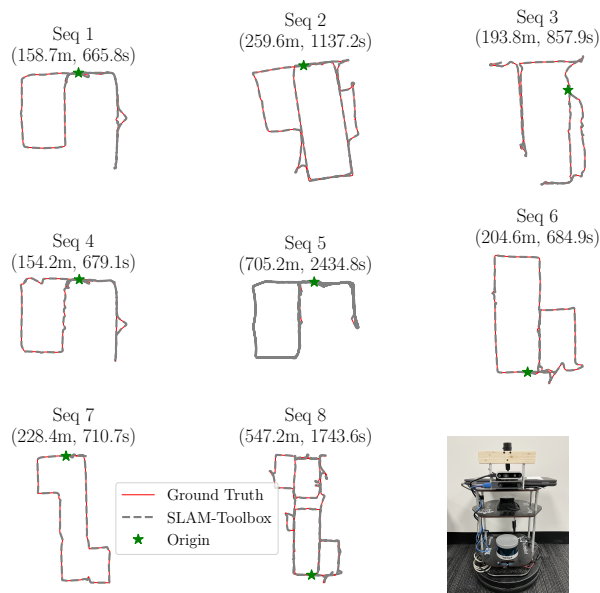 Seq 1
(158.7m, 665.8s)
Seq 2
(259.6m, 1137.2s)
Seq 3
(193.8m, 857.9s)
Seq 4
(154.2m, 679.1s)
Seq 5
(705.2m, 2434.8s)
Seq 6
(204.6m, 684.9s)
Seq 7
(228.4m, 710.7s)
Seq 8
(547.2m, 1743.6s)
Ground Truth
SLAM-Toolbox
Origin